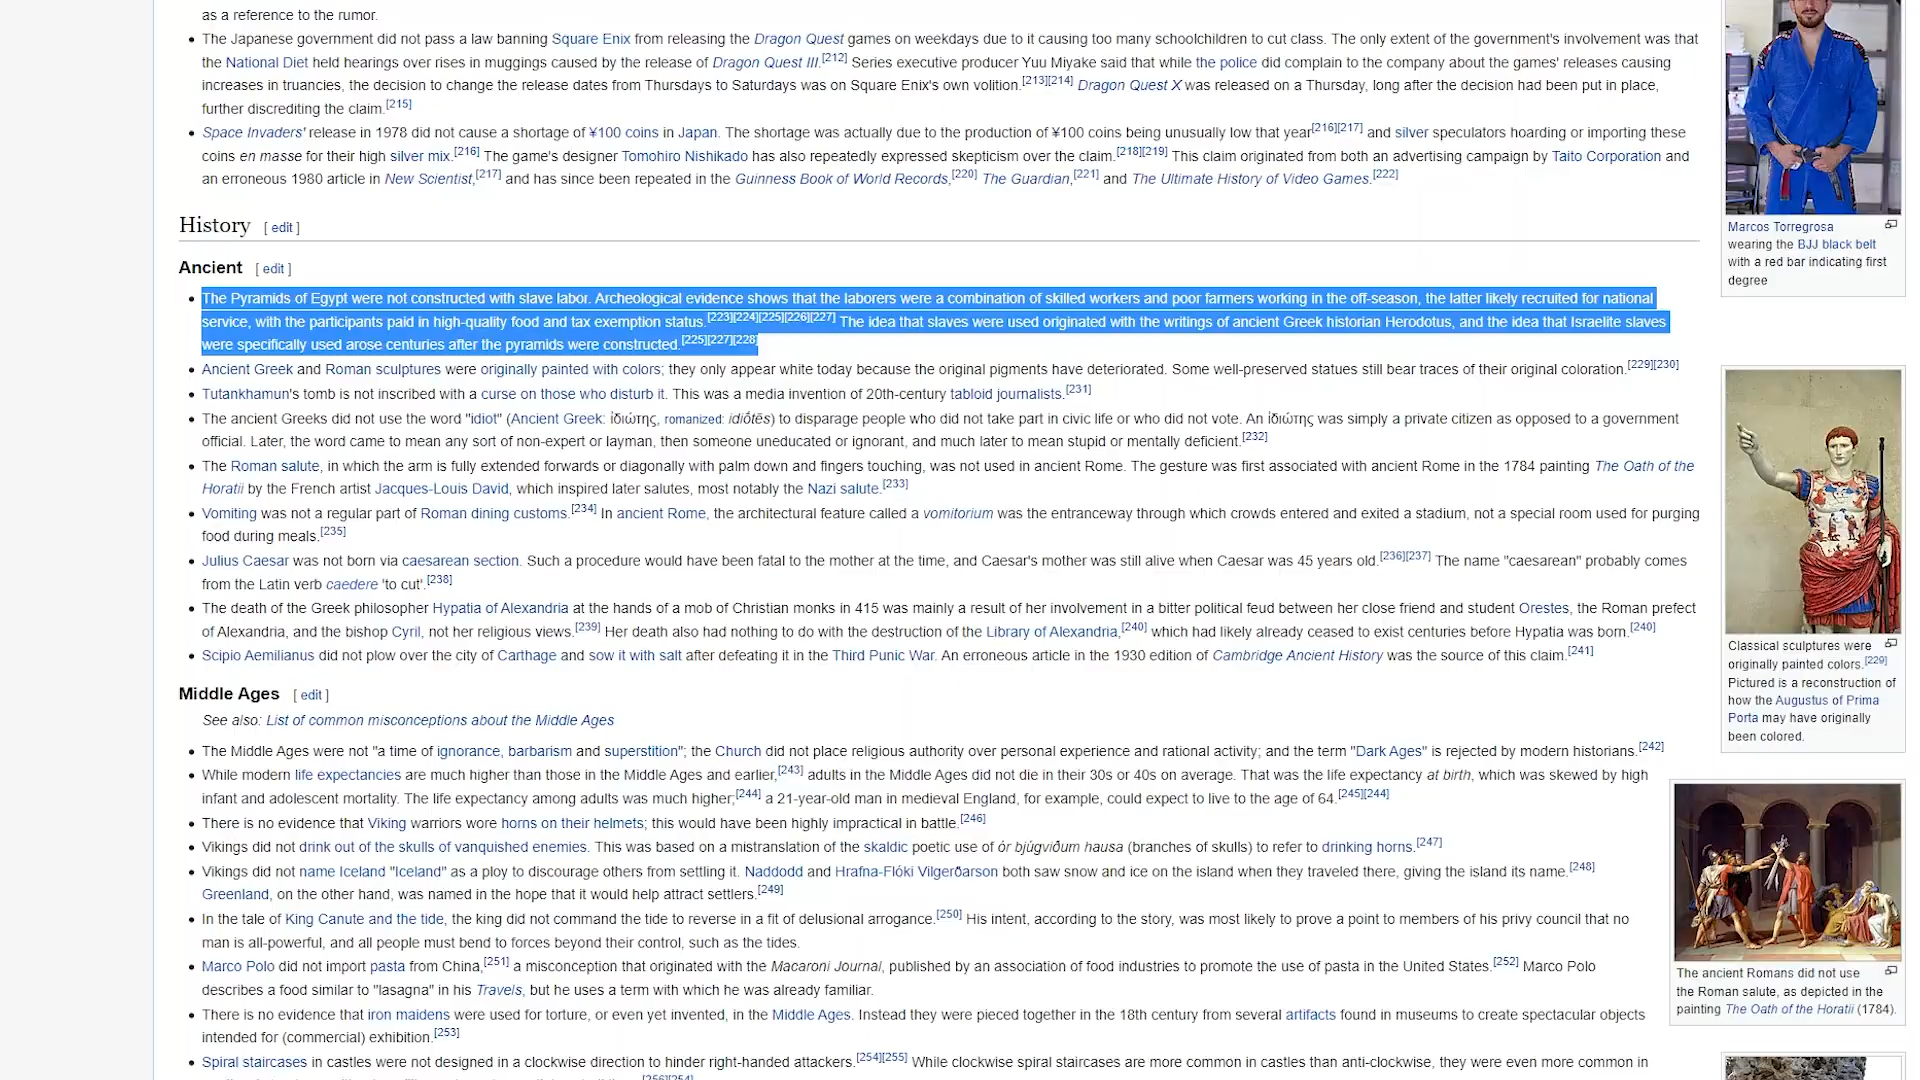 as a reference to the rumor.
• The Japanese government did not pass a law banning Square Enix from releasing the Dragon Quest games on weekdays due to it causing too many schoolchildren to cut class. The only extent of the government's involvement was that
the National Diet held hearings over rises in muggings caused by the release of Dragon Quest III.[212] Series executive producer Yuu Miyake said that while the police did complain to the company about the games' releases causing
increases in truancies, the decision to change the release dates from Thursdays to Saturdays was on Square Enix's own volition.[213][214] Dragon Quest X was released on a Thursday, long after the decision had been put in place,
further discrediting the claim.[215]
• Space Invaders' release in 1978 did not cause a shortage of ¥100 coins in Japan. The shortage was actually due to the production of ¥100 coins being unusually low that year[216][217] and silver speculators hoarding or importing these
coins en masse for their high silver mix.[216] The game's designer Tomohiro Nishikado has also repeatedly expressed skepticism over the claim.[218][219] This claim originated from both an advertising campaign by Taito Corporation and
an erroneous 1980 article in New Scientist,[217] and has since been repeated in the Guinness Book of World Records,[220] The Guardian,[221] and The Ultimate History of Video Games.[222]
History [ edit ]
Ancient [ edit ]
• The Pyramids of Egypt were not constructed with slave labor. Archeological evidence shows that the laborers were a combination of skilled workers and poor farmers working in the off-season, the latter likely recruited for national
service, with the participants paid in high-quality food and tax exemption status.[223][224][225][226][227] The idea that slaves were used originated with the writings of ancient Greek historian Herodotus, and the idea that Israelite slaves
were specifically used arose centuries after the pyramids were constructed.[225][227][228]
• Ancient Greek and Roman sculptures were originally painted with colors; they only appear white today because the original pigments have deteriorated. Some well-preserved statues still bear traces of their original coloration.[229][230]
• Tutankhamun's tomb is not inscribed with a curse on those who disturb it. This was a media invention of 20th-century tabloid journalists.[231]
• The ancient Greeks did not use the word "idiot" (Ancient Greek: ἰδιώτης, romanized: idiṓtēs) to disparage people who did not take part in civic life or who did not vote. An ἰδιώτης was simply a private citizen as opposed to a government
official. Later, the word came to mean any sort of non-expert or layman, then someone uneducated or ignorant, and much later to mean stupid or mentally deficient.[232]
• The Roman salute, in which the arm is fully extended forwards or diagonally with palm down and fingers touching, was not used in ancient Rome. The gesture was first associated with ancient Rome in the 1784 painting The Oath of the
Horatii by the French artist Jacques-Louis David, which inspired later salutes, most notably the Nazi salute.[233]
• Vomiting was not a regular part of Roman dining customs.[234] In ancient Rome, the architectural feature called a vomitorium was the entranceway through which crowds entered and exited a stadium, not a special room used for purging
food during meals.[235]
• Julius Caesar was not born via caesarean section. Such a procedure would have been fatal to the mother at the time, and Caesar's mother was still alive when Caesar was 45 years old.[236][237] The name "caesarean" probably comes
from the Latin verb caedere 'to cut'.[238]
• The death of the Greek philosopher Hypatia of Alexandria at the hands of a mob of Christian monks in 415 was mainly a result of her involvement in a bitter political feud between her close friend and student Orestes, the Roman prefect
of Alexandria, and the bishop Cyril, not her religious views.[239] Her death also had nothing to do with the destruction of the Library of Alexandria,[240] which had likely already ceased to exist centuries before Hypatia was born.[240]
• Scipio Aemilianus did not plow over the city of Carthage and sow it with salt after defeating it in the Third Punic War. An erroneous article in the 1930 edition of Cambridge Ancient History was the source of this claim.[241]
Middle Ages [ edit ]
See also: List of common misconceptions about the Middle Ages
• The Middle Ages were not "a time of ignorance, barbarism and superstition"; the Church did not place religious authority over personal experience and rational activity; and the term "Dark Ages" is rejected by modern historians.[242]
• While modern life expectancies are much higher than those in the Middle Ages and earlier,[243] adults in the Middle Ages did not die in their 30s or 40s on average. That was the life expectancy at birth, which was skewed by high
infant and adolescent mortality. The life expectancy among adults was much higher;[244] a 21-year-old man in medieval England, for example, could expect to live to the age of 64.[245][244]
• There is no evidence that Viking warriors wore horns on their helmets; this would have been highly impractical in battle.[246]
• Vikings did not drink out of the skulls of vanquished enemies. This was based on a mistranslation of the skaldic poetic use of ór bjúgviðum hausa (branches of skulls) to refer to drinking horns.[247]
• Vikings did not name Iceland "Iceland" as a ploy to discourage others from settling it. Naddodd and Hrafna-Flóki Vilgerðarson both saw snow and ice on the island when they traveled there, giving the island its name.[248]
Greenland, on the other hand, was named in the hope that it would help attract settlers.[249]
• In the tale of King Canute and the tide, the king did not command the tide to reverse in a fit of delusional arrogance.[250] His intent, according to the story, was most likely to prove a point to members of his privy council that no
man is all-powerful, and all people must bend to forces beyond their control, such as the tides.
• Marco Polo did not import pasta from China,[251] a misconception that originated with the Macaroni Journal, published by an association of food industries to promote the use of pasta in the United States.[252] Marco Polo
describes a food similar to "lasagna" in his Travels, but he uses a term with which he was already familiar.
• There is no evidence that iron maidens were used for torture, or even yet invented, in the Middle Ages. Instead they were pieced together in the 18th century from several artifacts found in museums to create spectacular objects
intended for (commercial) exhibition.[253]
• Spiral staircases in castles were not designed in a clockwise direction to hinder right-handed attackers.[254][255] While clockwise spiral staircases are more common in castles than anti-clockwise, they were even more common in
[256][254]
Marcos Torregrosa
wearing the BJJ black belt
with a red bar indicating first
degree
Classical sculptures were
originally painted colors.[229]
Pictured is a reconstruction of
how the Augustus of Prima
Porta may have originally
been colored.
The ancient Romans did not use
the Roman salute, as depicted in the
painting The Oath of the Horatii (1784).